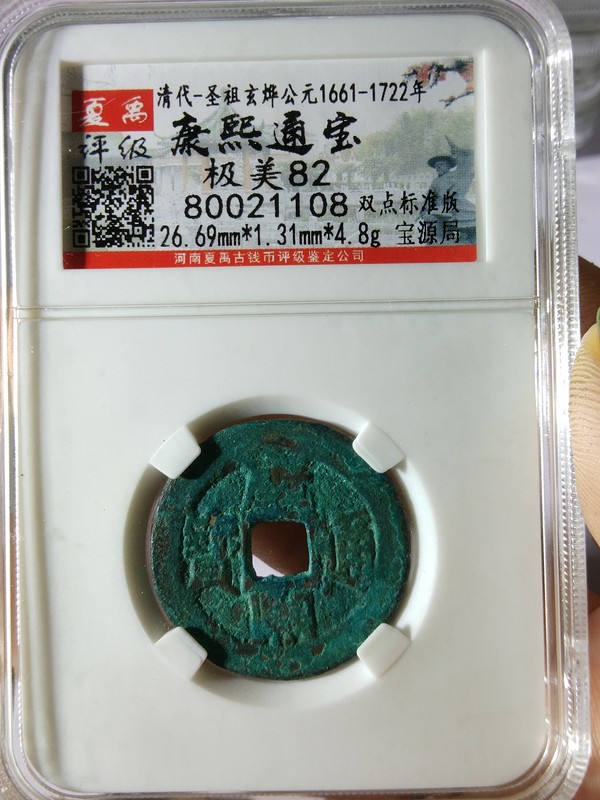 清代-圣祖玄烨公元1661-1722年
夏禹
评级
康熙通宝
极美82
80021108 双点标准版
26.69mm*1.31mm*4.8g 宝源局
河南夏禹古钱币评级鉴定公司